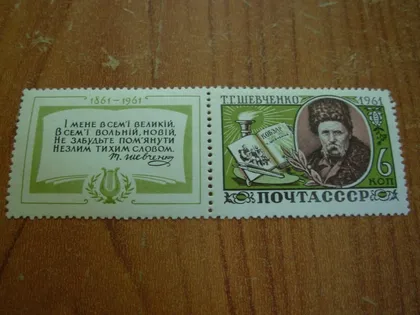 1861-1961
І МЕНЕ В СЕМ'Ї ВЕЛИКІЙ,
В СЕМ'Ї ВОЛЬНІЙ, НОВІЙ,
НЕ ЗАБУДЬТЕ ПОМ'ЯНУТИ
НЕЗЛИМ ТИХИМ СЛОВОМ.
Т. Шевченко
Т.Г.ШЕВЧЕНКО 1961
КОБЗАР
6
КОП
ПОЧТА СССР